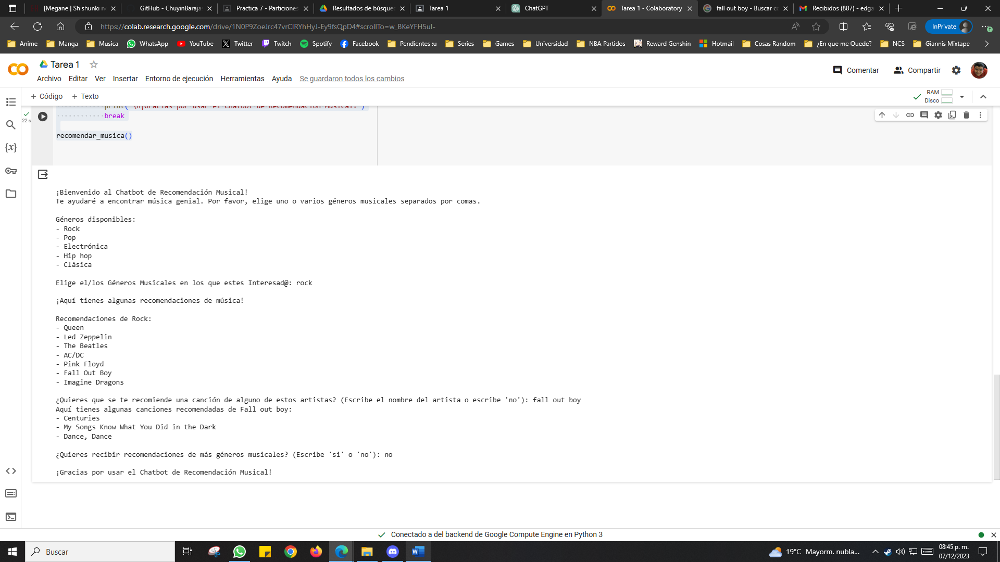 [Meganei] Shishunki no
GitHub - ChuyinBaraja
Practica 7 - Particiones
Resultados de búsque
Tarea 1
ChatGPT
Tarea 1 - Colaboratory
fall out boy - Buscar co
Recibidos (887) - edga
https://colab.research.google.com/drive/1N0P9ZoeJrc47vrClRYhHyJ-Ey9fsQpD4#scrollTo=w_BKeYFH5uI-
InPrivate
Anime
Manga
Musica
WhatsApp
YouTube
Twitter
Twitch
Spotify
Facebook
Pendientes :u
Series
Games
Universidad
NBA Partidos
Reward Genshin
Hotmail
Cosas Random
¿En que me Quede?
NCS
Giannis Mixtape
Tarea 1
Comentar
Compartir
Archivo Editar Ver Insertar Entorno de ejecución Herramientas Ayuda Se guardaron todos los cambios
+ Código + Texto
RAM
Disco
print("\n¡Gracias por usar el Chatbot de Recomendación Musical!")
22 s
break
recomendar_musica()
¡Bienvenido al Chatbot de Recomendación Musical!
Te ayudaré a encontrar música genial. Por favor, elige uno o varios géneros musicales separados por comas.
Géneros disponibles:
- Rock
- Pop
- Electrónica
- Hip hop
- Clásica
Elige el/los Géneros Musicales en los que estes Interesad@: rock
¡Aquí tienes algunas recomendaciones de música!
Recomendaciones de Rock:
- Queen
- Led Zeppelin
- The Beatles
- AC/DC
- Pink Floyd
- Fall Out Boy
- Imagine Dragons
¿Quieres que se te recomiende una canción de alguno de estos artistas? (Escribe el nombre del artista o escribe 'no'): fall out boy
Aquí tienes algunas canciones recomendadas de Fall out boy:
- Centuries
- My Songs Know What You Did in the Dark
- Dance, Dance
¿Quieres recibir recomendaciones de más géneros musicales? (Escribe 'si' o 'no'): no
¡Gracias por usar el Chatbot de Recomendación Musical!
Conectado a del backend de Google Compute Engine en Python 3
Buscar
19°C Mayorm. nubla...
08:45 p. m.
07/12/2023